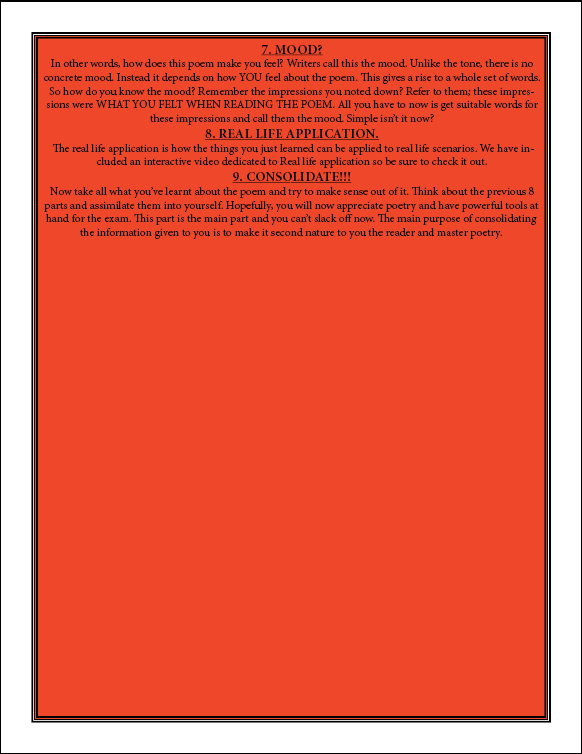 7. MOOD?
In other words, how does this poem make you feel? Writers call this the mood. Unlike the tone, there is no
concrete mood. Instead it depends on how YOU feel about the poem. This gives a rise to a whole set of words.
So how do you know the mood? Remember the impressions you noted down? Refer to them; these impres-
sions were WHAT YOU FELT WHEN READING THE POEM. All you have to now is get suitable words for
these impressions and call them the mood. Simple isn't it now?
8. REAL LIFE APPLICATION.
The real life application is how the things you just learned can be applied to real life scenarios. We have in-
cluded an interactive video dedicated to Real life application so be sure to check it out.
9. CONSOLIDATE!!!
Now take all what you've learnt about the poem and try to make sense out of it. Think about the previous 8
parts and assimilate them into yourself. Hopefully, you will now appreciate poetry and have powerful tools at
hand for the exam. This part is the main part and you can't slack off now. The main purpose of consolidating
the information given to you is to make it second nature to you the reader and master poetry.